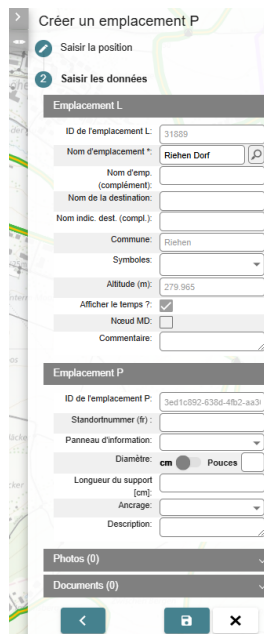 Créer un emplacement P
Saisir la position
2 Saisir les données
Emplacement L
ID de l'emplacement L: 31889
Nom d'emplacement *: Riehen Dorf
Nom d'emp.
(complément):
Nom de la destination:
Nom indic. dest. (compl.):
Commune: Riehen
Symboles:
Altitude (m): 279.965
Afficher le temps ?:
Nœud MD:
Commentaire:
Emplacement P
ID de l'emplacement P: 3ed1c892-638d-4fb2-aa3
Standortnummer (fr) :
Panneau d'information:
Diamètre: cm Pouces
Longueur du support
[cm]:
Ancrage:
Description:
Photos (0)
Documents (0)